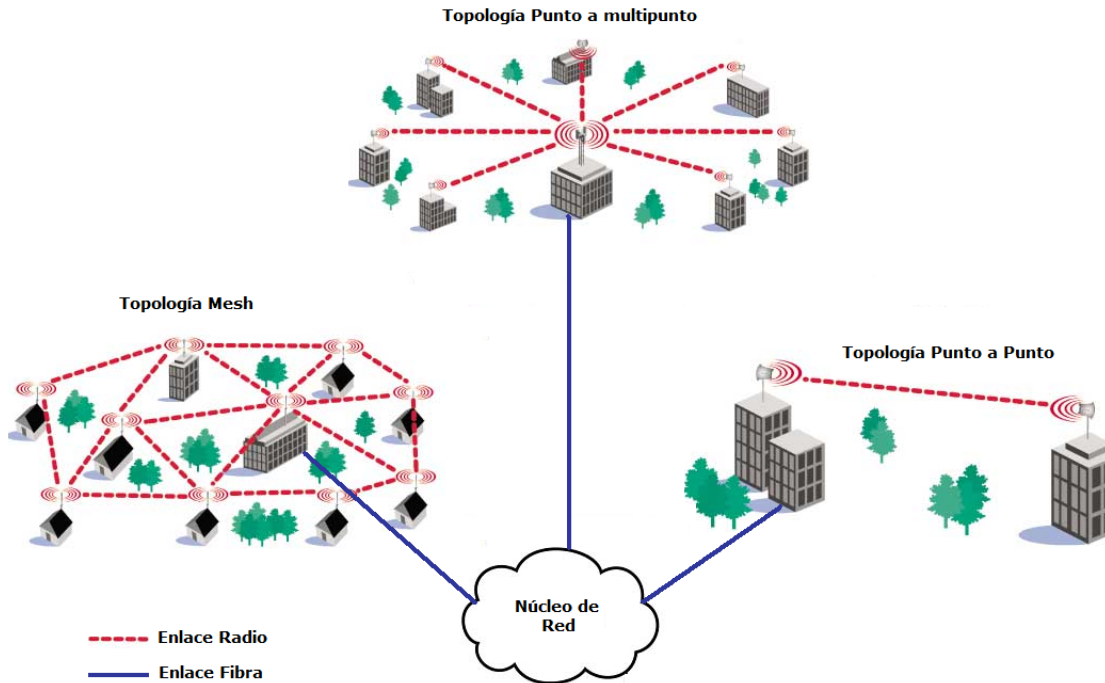 Topología Punto a multipunto
Topología Mesh
Topología Punto a Punto
Núcleo de
Red
Enlace Radio
Enlace Fibra